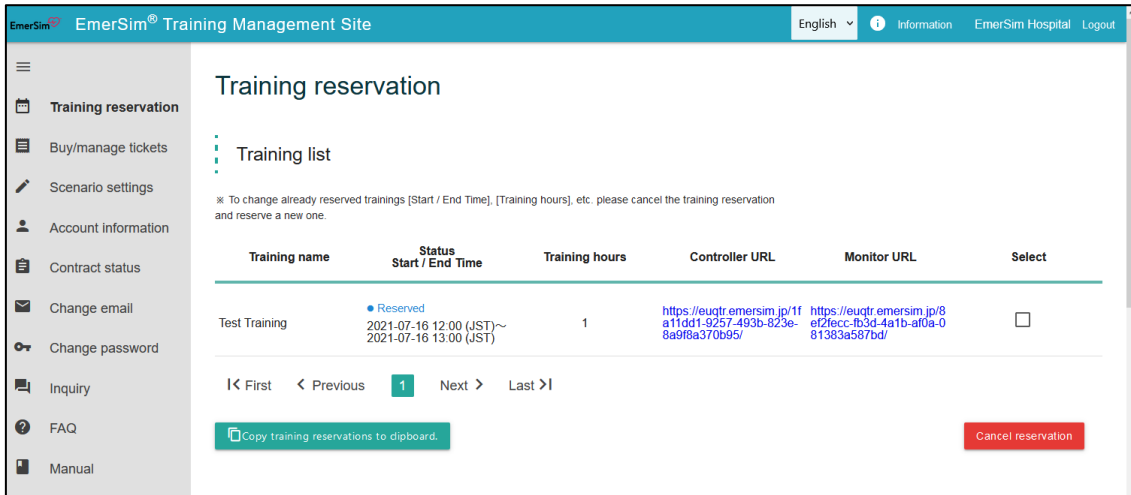 EmerSim EmerSim® Training Management Site English Information EmerSim Hospital Logout
Training reservation
Buy/manage tickets
Scenario settings
Account information
Contract status
Change email
Change password
Inquiry
FAQ
Manual
Training reservation
Training list
※ To change already reserved trainings [Start / End Time], [Training hours], etc. please cancel the training reservation
and reserve a new one.
Training name Status Start / End Time Training hours Controller URL Monitor URL Select
Test Training
Reserved
2021-07-16 12:00 (JST)～
2021-07-16 13:00 (JST)
1
https://euqtr.emersim.jp/1f
a11dd1-9257-493b-823e-
8a9f8a370b95/
https://euqtr.emersim.jp/8
ef2fecc-fb3d-4a1b-af0a-0
81383a587bd/
First Previous 1 Next Last
Copy training reservations to clipboard.
Cancel reservation